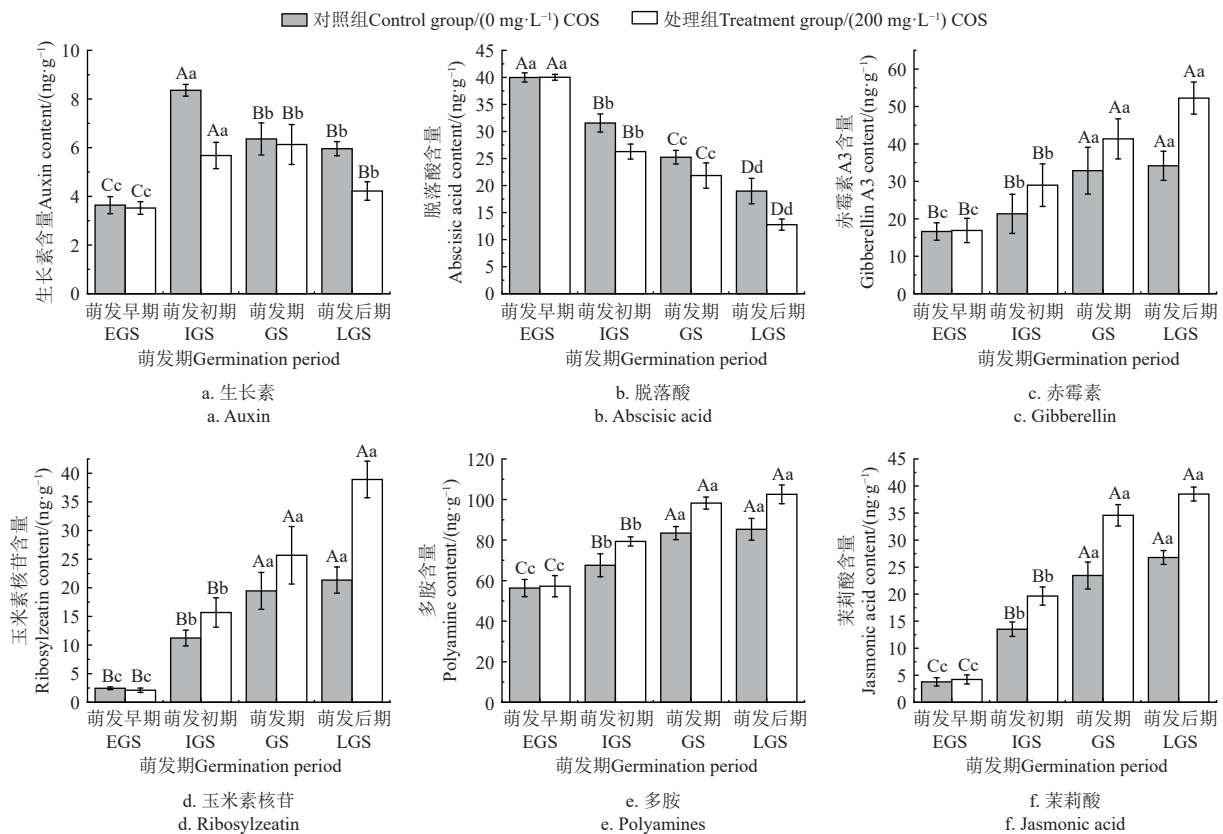 对照组Control group/(0 mg·L⁻¹) COS 处理组Treatment group/(200 mg·L⁻¹) COS
生长素含量Auxin content/(ng·g⁻¹)
10
8
6
4
2
0
Cc Cc Aa Aa Bb Bb Bb Bb
萌发早期 萌发初期 萌发期 萌发后期
EGS IGS GS LGS
萌发期Germination period
a. 生长素
a. Auxin
脱落酸含量
Abscisic acid content/(ng·g⁻¹)
45
40
35
30
25
20
15
10
5
0
Aa Aa Bb Bb Cc Cc Dd Dd
萌发早期 萌发初期 萌发期 萌发后期
EGS IGS GS LGS
萌发期Germination period
b. 脱落酸
b. Abscisic acid
赤霉素A3含量
Gibberellin A3 content/(ng·g⁻¹)
60
50
40
30
20
10
0
Bc Bc Bb Bb Aa Aa Aa Aa
萌发早期 萌发初期 萌发期 萌发后期
EGS IGS GS LGS
萌发期Germination period
c. 赤霉素
c. Gibberellin
玉米素核苷含量
Ribosylzeatin content/(ng·g⁻¹)
40
35
30
25
20
15
10
5
0
Bc Bc Bb Bb Aa Aa Aa Aa
萌发早期 萌发初期 萌发期 萌发后期
EGS IGS GS LGS
萌发期Germination period
d. 玉米素核苷
d. Ribosylzeatin
多胺含量
Polyamine content/(ng·g⁻¹)
120
100
80
60
40
20
0
Cc Cc Bb Bb Aa Aa Aa Aa
萌发早期 萌发初期 萌发期 萌发后期
EGS IGS GS LGS
萌发期Germination period
e. 多胺
e. Polyamines
茉莉酸含量
Jasmonic acid content/(ng·g⁻¹)
45
40
35
30
25
20
15
10
5
0
Cc Cc Bb Bb Aa Aa Aa Aa
萌发早期 萌发初期 萌发期 萌发后期
EGS IGS GS LGS
萌发期Germination period
f. 茉莉酸
f. Jasmonic acid